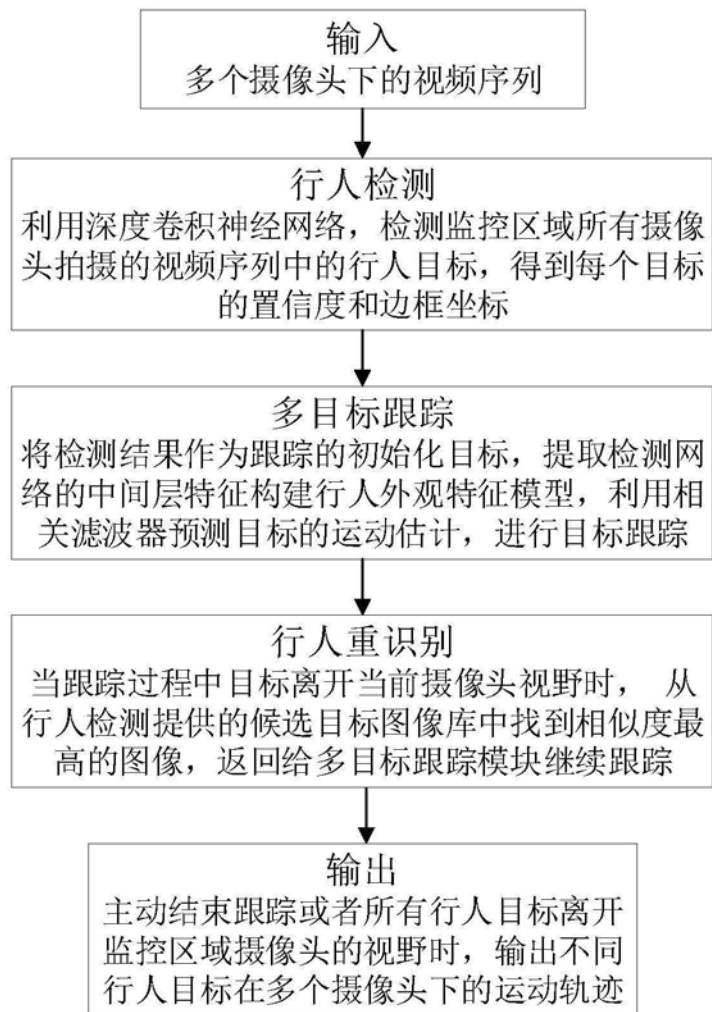 输入
多个摄像头下的视频序列
行人检测
利用深度卷积神经网络，检测监控区域所有摄像
头拍摄的视频序列中的行人目标，得到每个目标
的置信度和边框坐标
多目标跟踪
将检测结果作为跟踪的初始化目标，提取检测网
络的中间层特征构建行人外观特征模型，利用相
关滤波器预测目标的运动估计，进行目标跟踪
行人重识别
当跟踪过程中目标离开当前摄像头视野时， 从
行人检测提供的候选目标图像库中找到相似度最
高的图像，返回给多目标跟踪模块继续跟踪
输出
主动结束跟踪或者所有行人目标离开
监控区域摄像头的视野时，输出不同
行人目标在多个摄像头下的运动轨迹